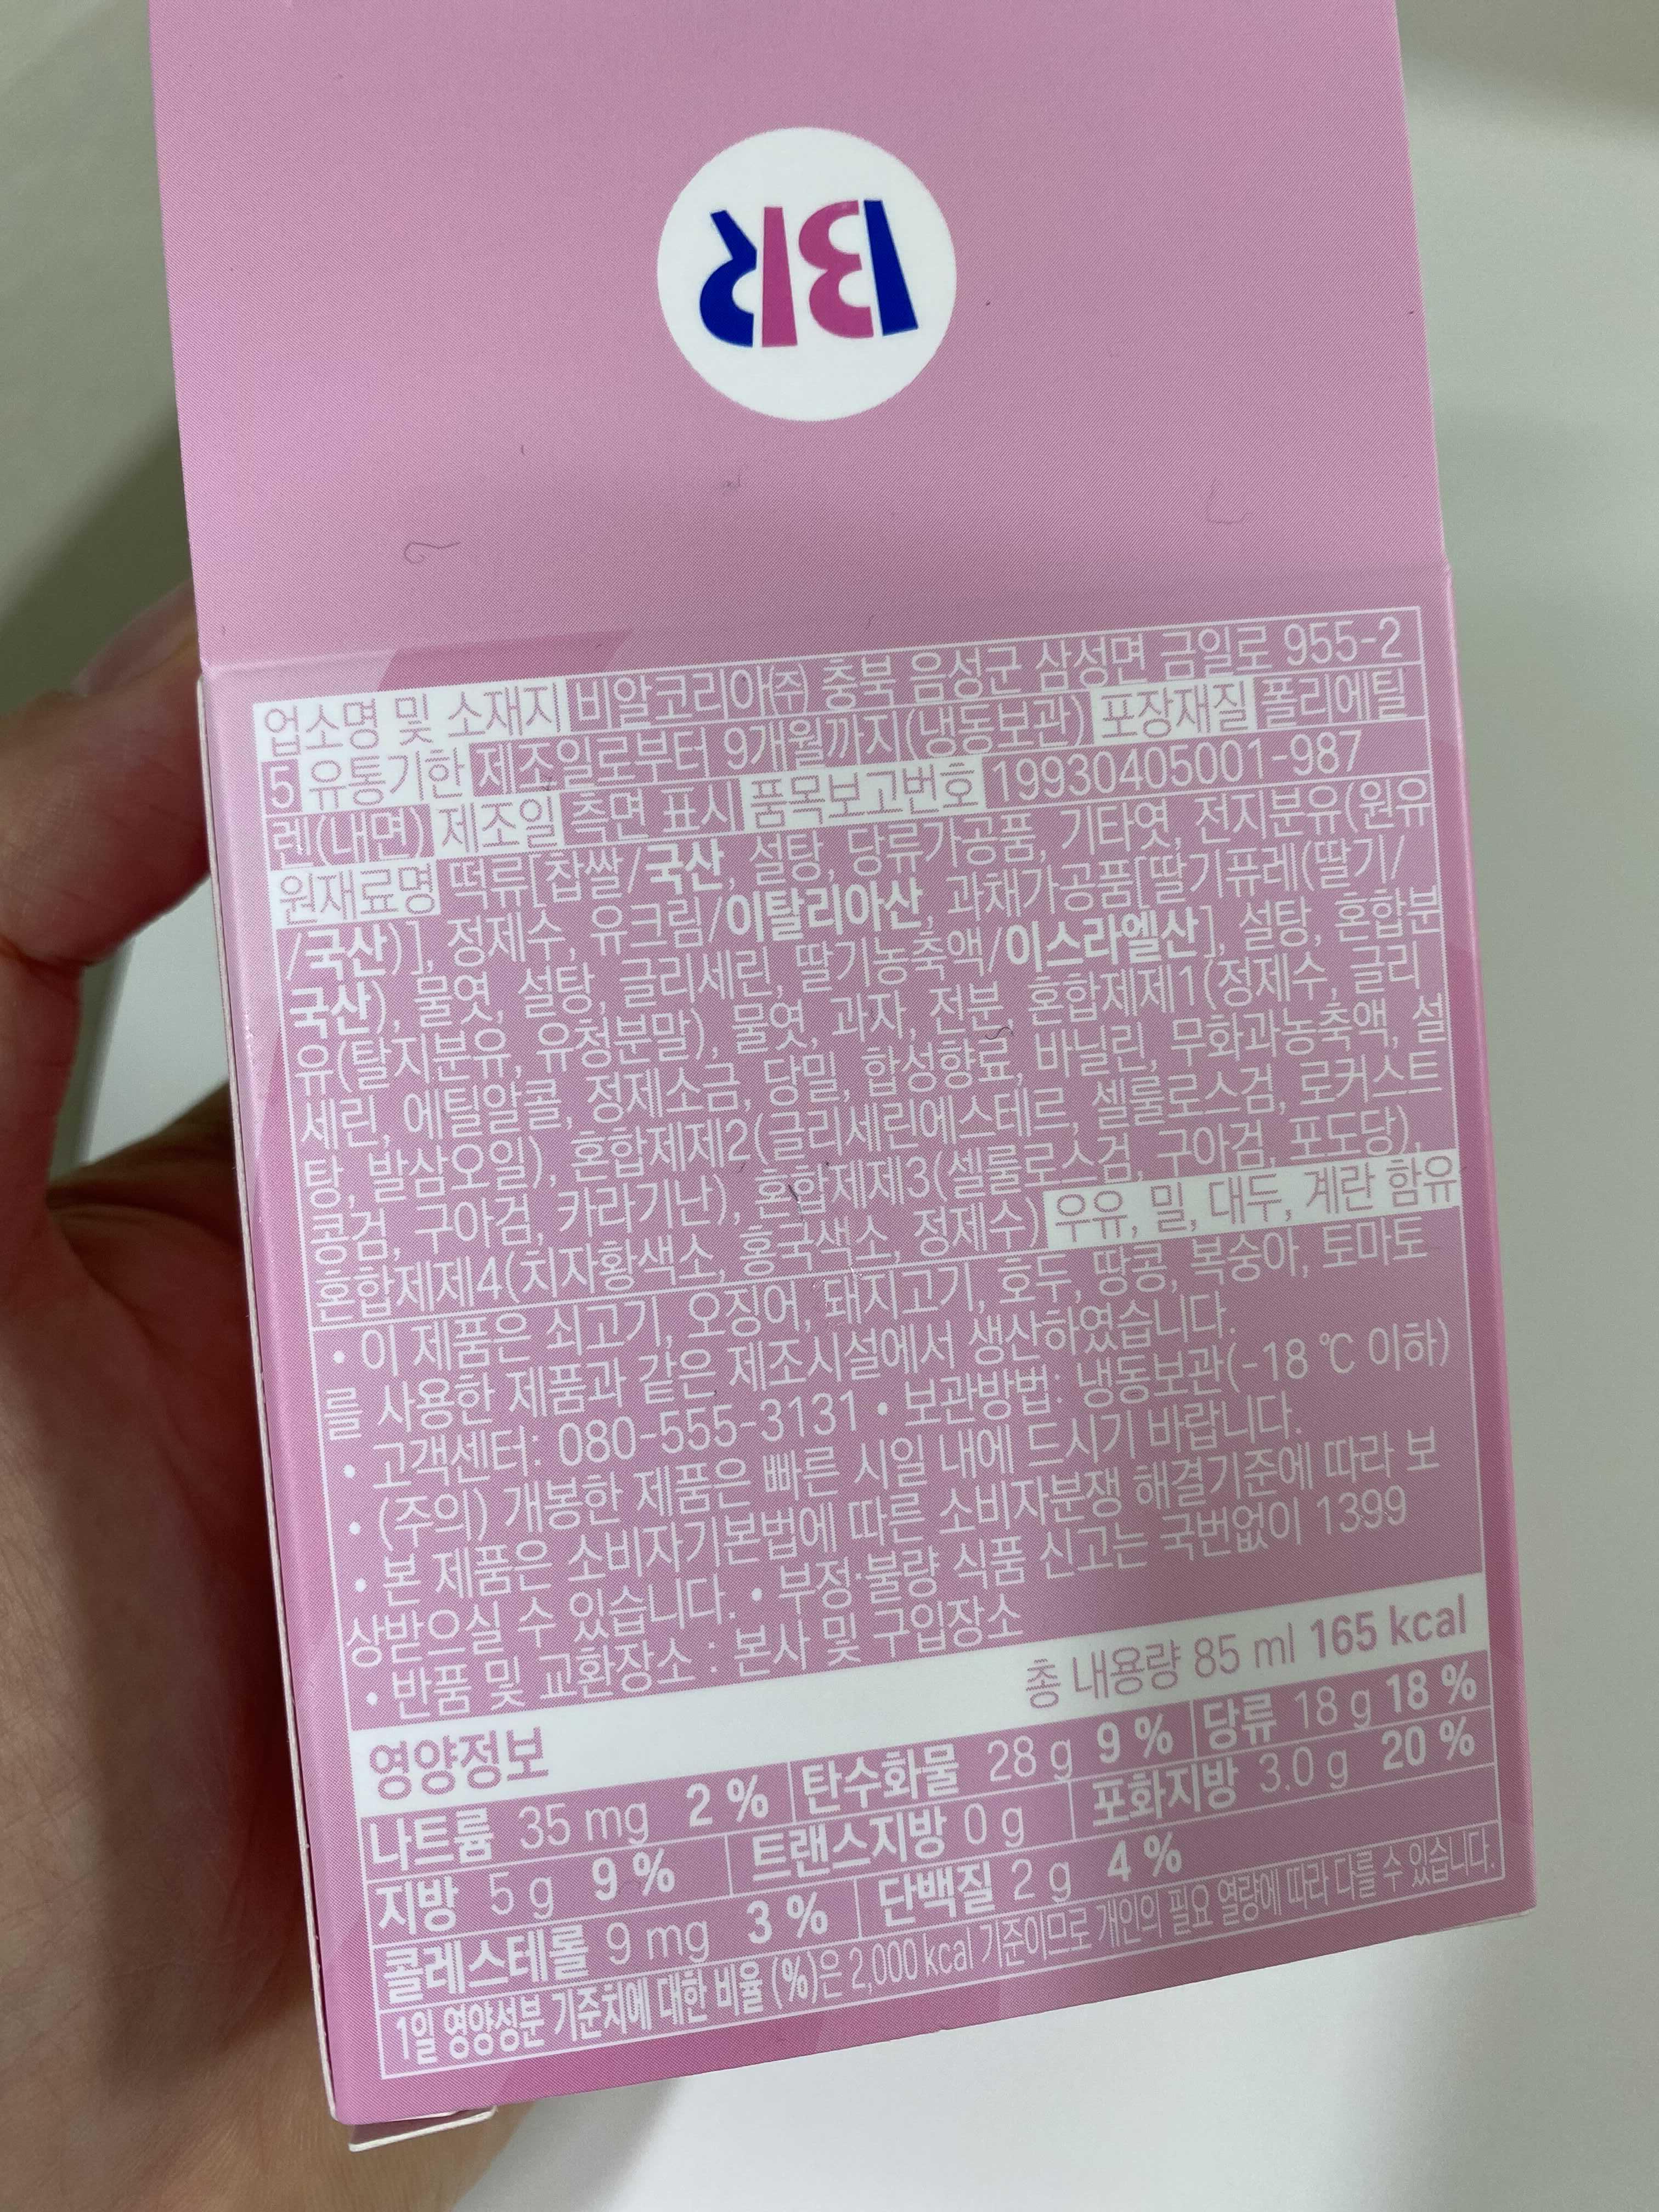 BR
업소명 및 소재지 비알코리아㈜ 충북 음성군 삼성면 금일로 955-2
5 유통기한 제조일로부터 9개월까지(냉동보관) 포장재질 폴리에틸
렌(내면) 제조일 측면 표시 품목보고번호 19930405001-987
원재료명 떡류[찹쌀/국산, 설탕, 당류가공품, 기타엿, 전지분유(원유
/국산)], 정제수, 유크림/이탈리아산, 과채가공품[딸기퓨레(딸기/
국산), 물엿, 설탕, 글리세린, 딸기농축액/이스라엘산], 설탕, 혼합분
유(탈지분유, 유청분말), 물엿, 과자, 전분, 혼합제제1(정제수, 글리
세린, 에틸알콜, 정제소금, 당밀, 합성향료, 바닐린, 무화과농축액, 설
탕, 발삼오일), 혼합제제2(글리세린에스테르, 셀룰로스검, 로커스트
콩검, 구아검, 카라기난), 혼합제제3(셀룰로스검, 구아검, 포도당),
혼합제제4(치자황색소, 홍국색소, 정제수) 우유, 밀, 대두, 계란 함유
• 이 제품은 쇠고기, 오징어, 돼지고기, 호두, 땅콩, 복숭아, 토마토
를 사용한 제품과 같은 제조시설에서 생산하였습니다.
• 고객센터: 080-555-3131 • 보관방법: 냉동보관(-18 ℃ 이하)
• (주의) 개봉한 제품은 빠른 시일 내에 드시기 바랍니다.
• 본 제품은 소비자기본법에 따른 소비자분쟁 해결기준에 따라 보
상받으실 수 있습니다. • 부정·불량 식품 신고는 국번없이 1399
• 반품 및 교환장소 : 본사 및 구입장소
영양정보 총 내용량 85 ml 165 kcal
나트륨 35 mg 2 % 탄수화물 28 g 9 % 당류 18 g 18 %
지방 5 g 9 % 트랜스지방 0 g 포화지방 3.0 g 20 %
콜레스테롤 9 mg 3 % 단백질 2 g 4 %
1일 영양성분 기준치에 대한 비율 (%)은 2,000 kcal 기준이므로 개인의 필요 열량에 따라 다를 수 있습니다.